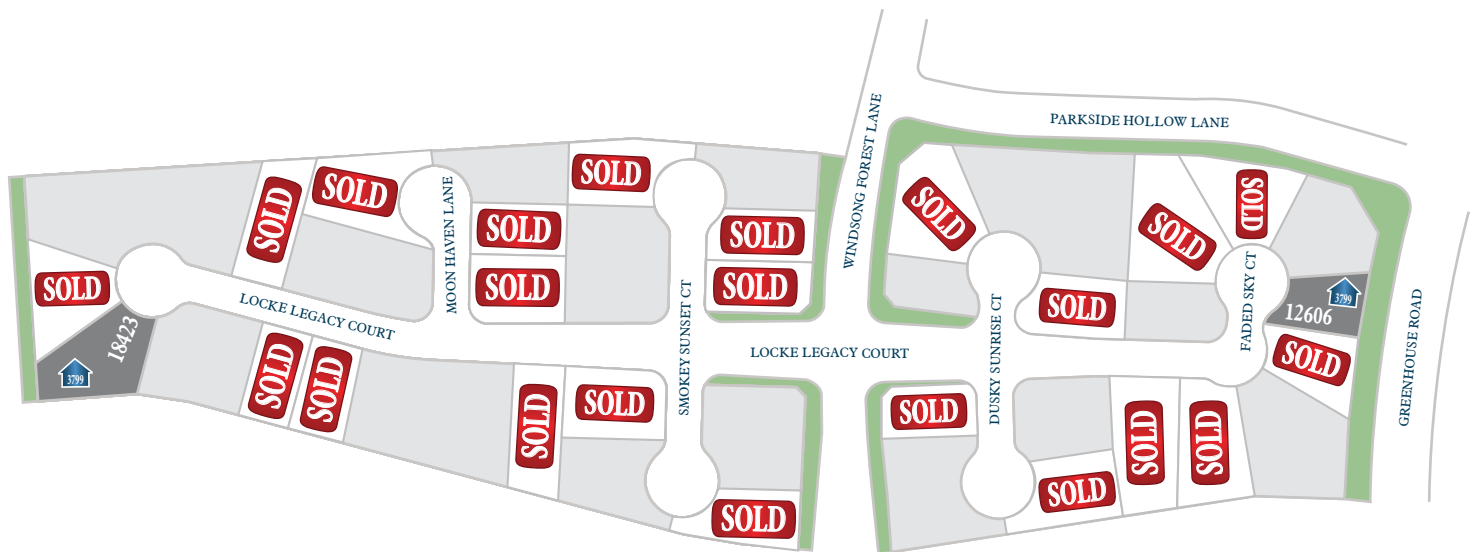 PARKSIDE HOLLOW LANE
WINDSONG FOREST LANE
SOLD
SOLD
SOLD
SOLD
SOLD
SOLD
SOLD
MOON HAVEN LANE
SOLD
SOLD
SOLD
SOLD
FADED SKY CT
SOLD
LOCKE LEGACY COURT
SOLD
SOLD
SMOKEY SUNSET CT
DUSKY SUNRISE CT
SOLD
3799
12606
GREENHOUSE ROAD
18423
3799
LOCKE LEGACY COURT
SOLD
SOLD
SOLD
SOLD
SOLD
SOLD
SOLD
SOLD
SOLD
SOLD